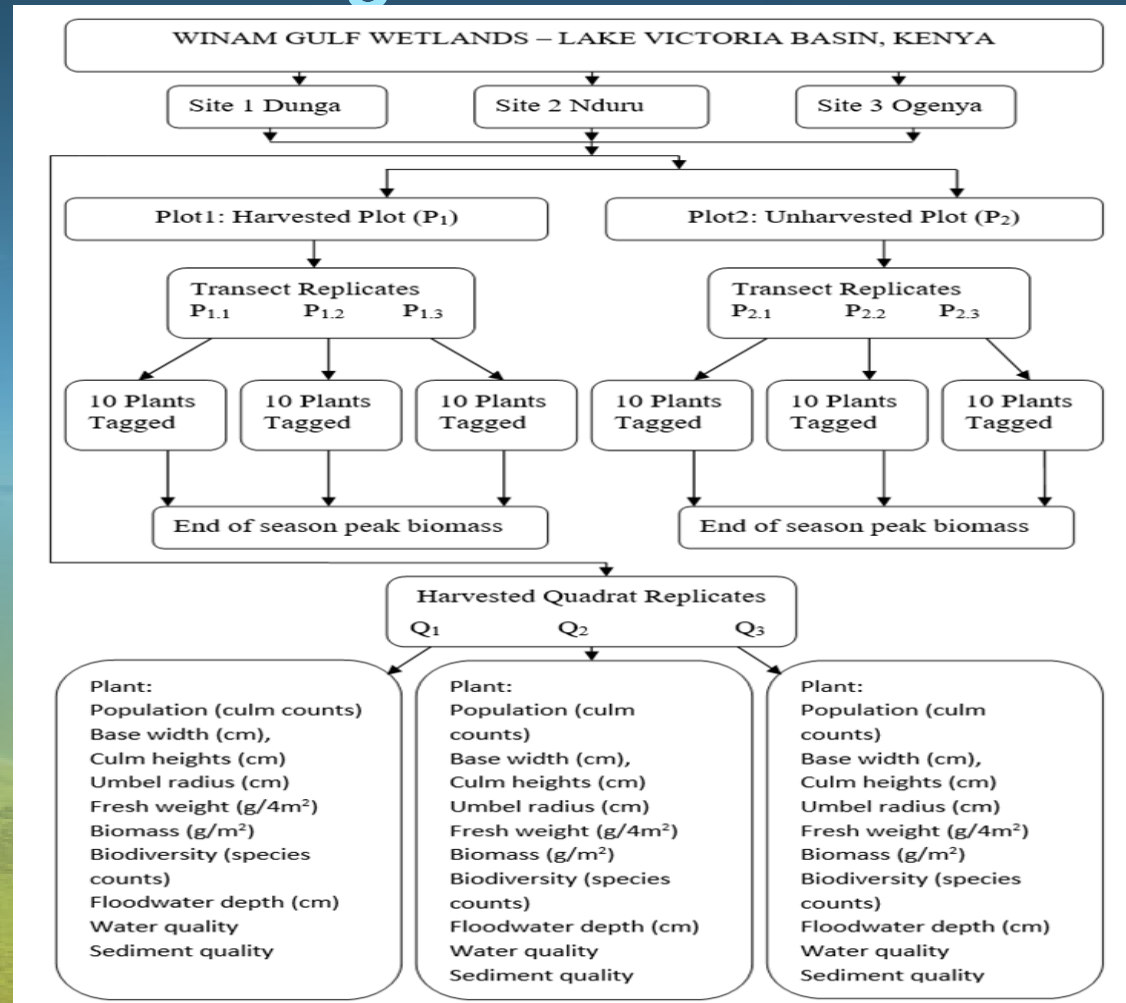 WINAM GULF WETLANDS – LAKE VICTORIA BASIN, KENYA
Site 1 Dunga
Site 2 Nduru
Site 3 Ogenya
Plot1: Harvested Plot (P₁)
Plot2: Unharvested Plot (P₂)
Transect Replicates
P₁.₁ P₁.₂ P₁.₃
Transect Replicates
P₂.₁ P₂.₂ P₂.₃
10 Plants
Tagged
10 Plants
Tagged
10 Plants
Tagged
10 Plants
Tagged
10 Plants
Tagged
10 Plants
Tagged
End of season peak biomass
End of season peak biomass
Harvested Quadrat Replicates
Q₁ Q₂ Q₃
Plant:
Population (culm counts)
Base width (cm),
Culm heights (cm)
Umbel radius (cm)
Fresh weight (g/4m²)
Biomass (g/m²)
Biodiversity (species
counts)
Floodwater depth (cm)
Water quality
Sediment quality
Plant:
Population (culm
counts)
Base width (cm),
Culm heights (cm)
Umbel radius (cm)
Fresh weight (g/4m²)
Biomass (g/m²)
Biodiversity (species
counts)
Floodwater depth (cm)
Water quality
Sediment quality
Plant:
Population (culm
counts)
Base width (cm),
Culm heights (cm)
Umbel radius (cm)
Fresh weight (g/4m²)
Biomass (g/m²)
Biodiversity (species
counts)
Floodwater depth (cm)
Water quality
Sediment quality